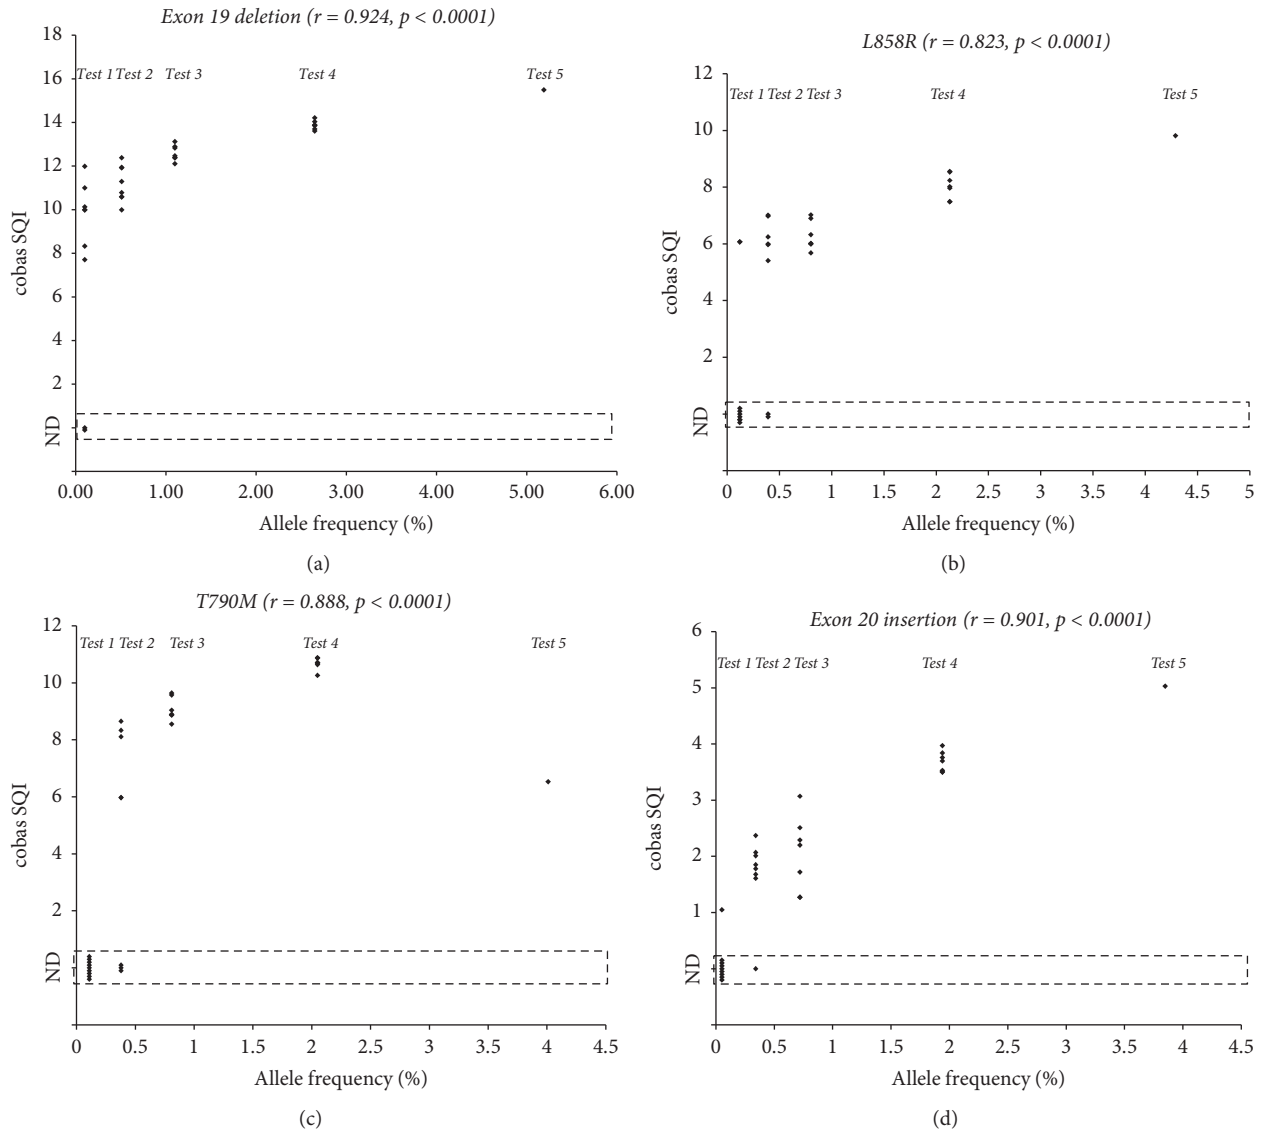 Exon 19 deletion (r = 0.924, p < 0.0001)
18
16
14
12
10
8
6
4
2
ND
cobas SQI
Test 1 Test 2 Test 3 Test 4 Test 5
0.00 1.00 2.00 3.00 4.00 5.00 6.00
Allele frequency (%)
(a)
L858R (r = 0.823, p < 0.0001)
12
10
8
6
4
2
ND
cobas SQI
Test 1 Test 2 Test 3 Test 4 Test 5
0 0.5 1 1.5 2 2.5 3 3.5 4 4.5 5
Allele frequency (%)
(b)
T790M (r = 0.888, p < 0.0001)
12
10
8
6
4
2
ND
cobas SQI
Test 1 Test 2 Test 3 Test 4 Test 5
0 0.5 1 1.5 2 2.5 3 3.5 4 4.5
Allele frequency (%)
(c)
Exon 20 insertion (r = 0.901, p < 0.0001)
6
5
4
3
2
1
ND
cobas SQI
Test 1 Test 2 Test 3 Test 4 Test 5
0 0.5 1 1.5 2 2.5 3 3.5 4 4.5
Allele frequency (%)
(d)